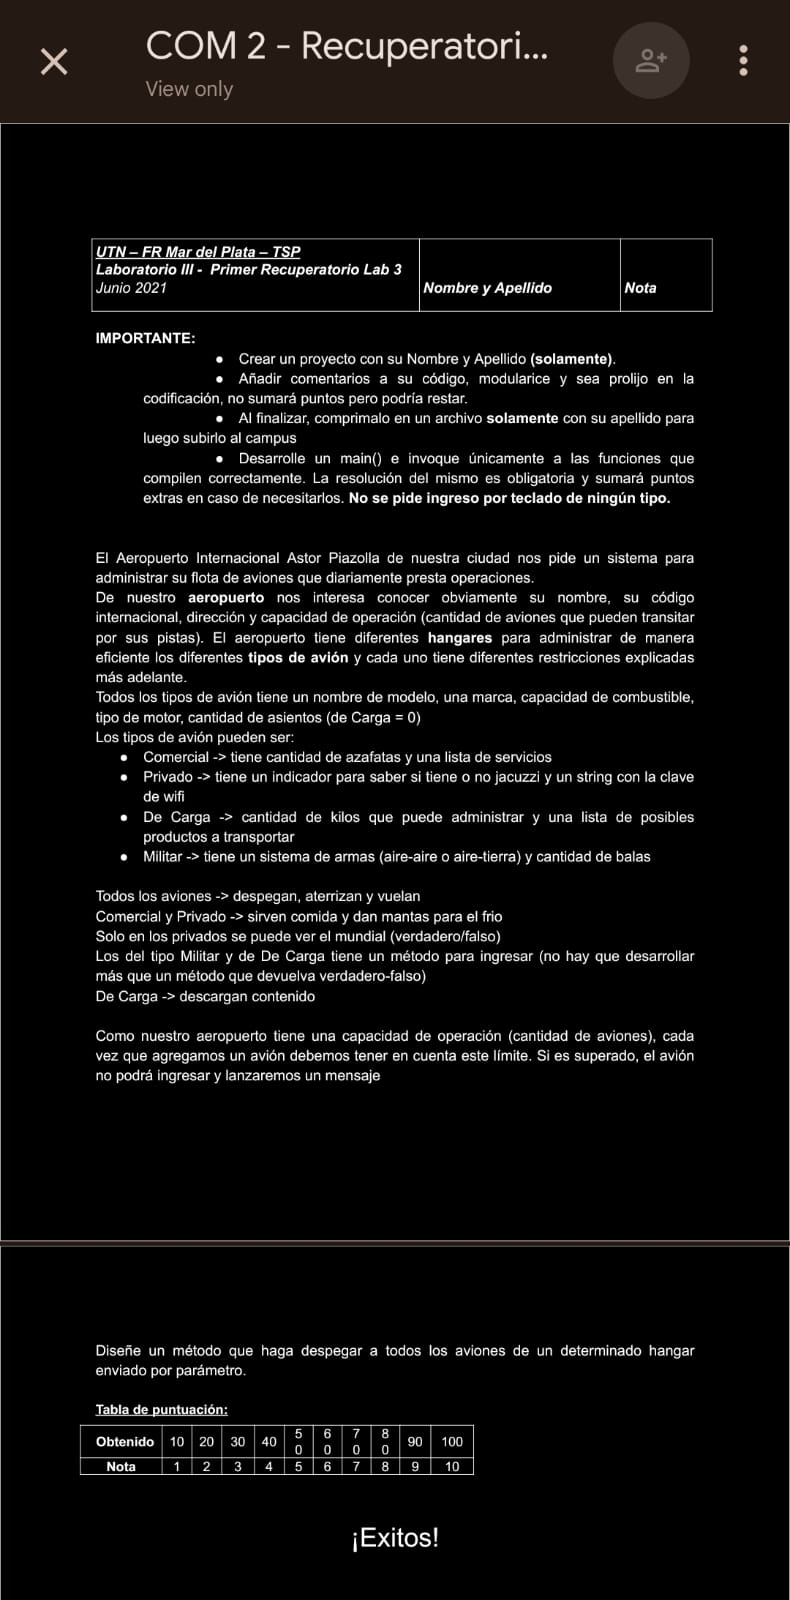 COM 2 - Recuperatori...
View only
UTN – FR Mar del Plata – TSP
Laboratorio III - Primer Recuperatorio Lab 3
Junio 2021
Nombre y Apellido
Nota
IMPORTANTE:
● Crear un proyecto con su Nombre y Apellido (solamente).
● Añadir comentarios a su código, modularice y sea prolijo en la
codificación, no sumará puntos pero podría restar.
● Al finalizar, comprimalo en un archivo solamente con su apellido para
luego subirlo al campus
● Desarrolle un main() e invoque únicamente a las funciones que
compilen correctamente. La resolución del mismo es obligatoria y sumará puntos
extras en caso de necesitarlos. No se pide ingreso por teclado de ningún tipo.
El Aeropuerto Internacional Astor Piazolla de nuestra ciudad nos pide un sistema para
administrar su flota de aviones que diariamente presta operaciones.
De nuestro aeropuerto nos interesa conocer obviamente su nombre, su código
internacional, dirección y capacidad de operación (cantidad de aviones que pueden transitar
por sus pistas). El aeropuerto tiene diferentes hangares para administrar de manera
eficiente los diferentes tipos de avión y cada uno tiene diferentes restricciones explicadas
más adelante.
Todos los tipos de avión tiene un nombre de modelo, una marca, capacidad de combustible,
tipo de motor, cantidad de asientos (de Carga = 0)
Los tipos de avión pueden ser:
● Comercial -> tiene cantidad de azafatas y una lista de servicios
● Privado -> tiene un indicador para saber si tiene o no jacuzzi y un string con la clave
de wifi
● De Carga -> cantidad de kilos que puede administrar y una lista de posibles
productos a transportar
● Militar -> tiene un sistema de armas (aire-aire o aire-tierra) y cantidad de balas
Todos los aviones -> despegan, aterrizan y vuelan
Comercial y Privado -> sirven comida y dan mantas para el frio
Solo en los privados se puede ver el mundial (verdadero/falso)
Los del tipo Militar y de De Carga tiene un método para ingresar (no hay que desarrollar
más que un método que devuelva verdadero-falso)
De Carga -> descargan contenido
Como nuestro aeropuerto tiene una capacidad de operación (cantidad de aviones), cada
vez que agregamos un avión debemos tener en cuenta este límite. Si es superado, el avión
no podrá ingresar y lanzaremos un mensaje
Diseñe un método que haga despegar a todos los aviones de un determinado hangar
enviado por parámetro.
Tabla de puntuación:
Obtenido 10 20 30 40 50 60 70 80 90 100
Nota 1 2 3 4 5 6 7 8 9 10
¡Exitos!